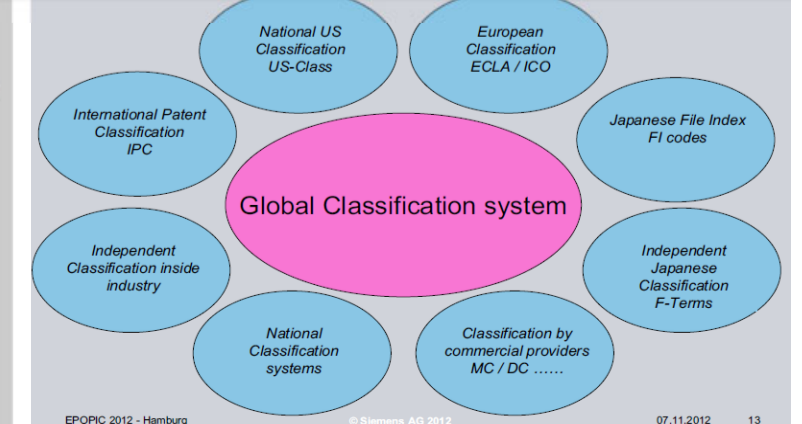 National US
Classification
US-Class
European
Classification
ECLA / ICO
International Patent
Classification
IPC
Japanese File Index
FI codes
Global Classification system
Independent
Classification inside
industry
Independent
Japanese
Classification
F-Terms
National
Classification
systems
Classification by
commercial providers
MC / DC ……
EPOPIC 2012 - Hamburg
© Siemens AG 2012
07.11.2012
13